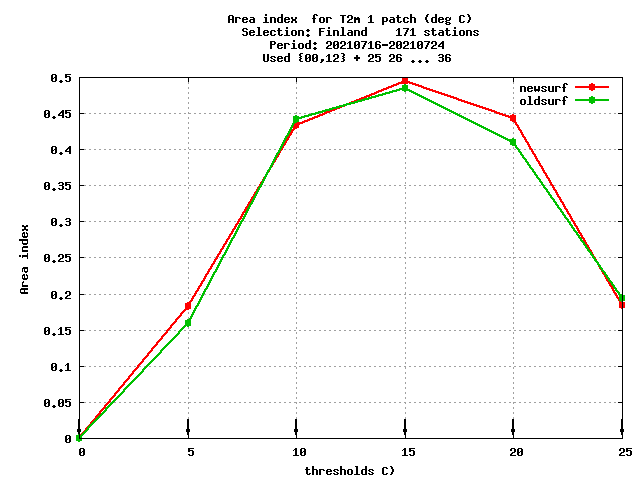 Area index  for T2m 1 patch (deg C)
Selection: Finland    171 stations
Period: 20210716-20210724
Used {00,12} + 25 26 ... 36
newsurf
oldsurf
0.5
0.45
0.4
0.35
0.3
0.25
0.2
0.15
0.1
0.05
0
Area index
0 5 10 15 20 25
thresholds C)